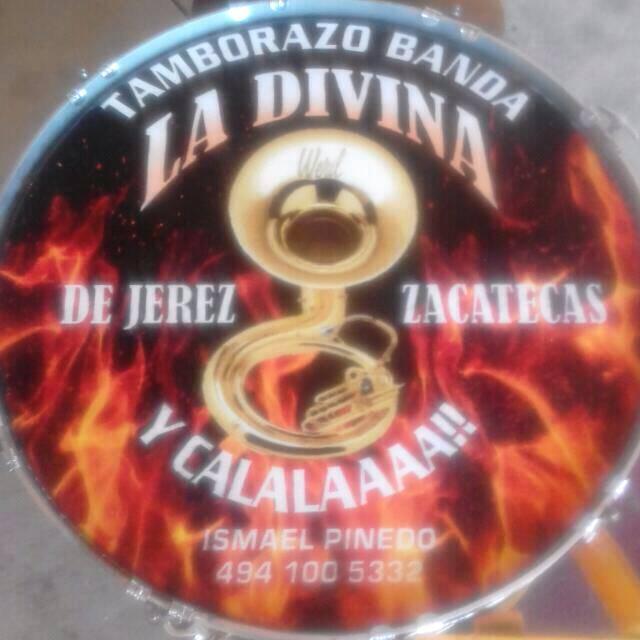 TAMBORAZO BANDA
LA DIVINA
DE JEREZ ZACATECAS
Y CALALAAAA!!
ISMAEL PINEDO
494 100 5332